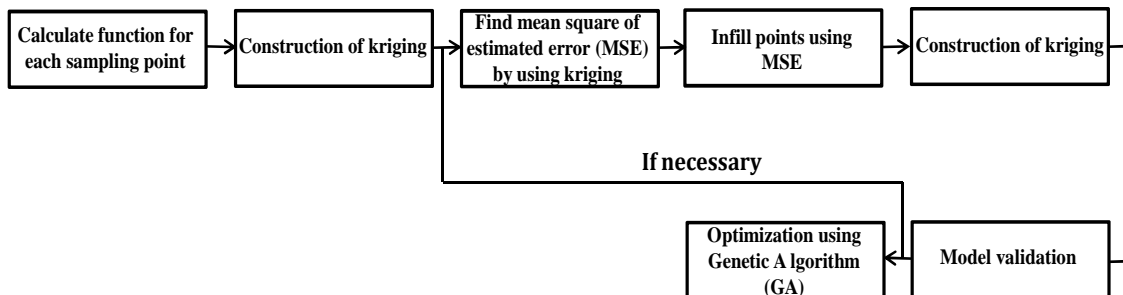 Calculate function for
each sampling point
Construction of kriging
Find mean square of
estimated error (MSE)
by using kriging
Infill points using
MSE
Construction of kriging
If necessary
Optimization using
Genetic A lgorithm
(GA)
Model validation